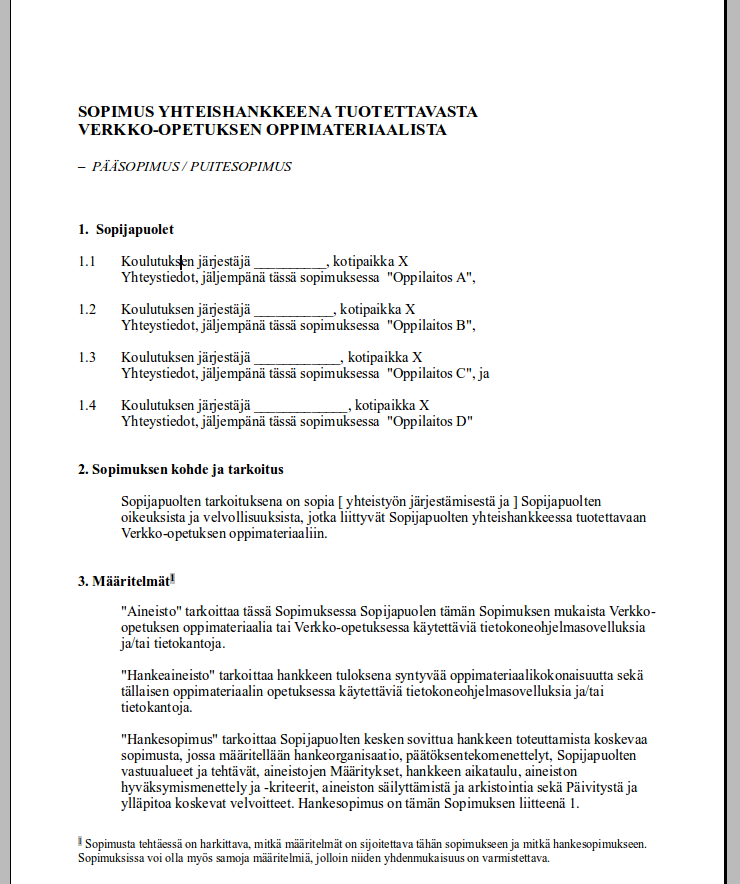 SOPIMUS YHTEISHANKKEENA TUOTETTAVASTA
VERKKO-OPETUKSEN OPPIMATERIAALISTA
– PÄÄSOPIMUS / PUITESOPIMUS
1. Sopijapuolet
1.1 Koulutuksen järjestäjä __________, kotipaikka X
Yhteystiedot, jäljempänä tässä sopimuksessa "Oppilaitos A",
1.2 Koulutuksen järjestäjä ___________, kotipaikka X
Yhteystiedot, jäljempänä tässä sopimuksessa "Oppilaitos B",
1.3 Koulutuksen järjestäjä ____________, kotipaikka X
Yhteystiedot, jäljempänä tässä sopimuksessa "Oppilaitos C", ja
1.4 Koulutuksen järjestäjä _____________, kotipaikka X
Yhteystiedot, jäljempänä tässä sopimuksessa "Oppilaitos D"
2. Sopimuksen kohde ja tarkoitus
Sopijapuolten tarkoituksena on sopia [ yhteistyön järjestämisestä ja ] Sopijapuolten
oikeuksista ja velvollisuuksista, jotka liittyvät Sopijapuolten yhteishankkeessa tuotettavaan
Verkko-opetuksen oppimateriaaliin.
3. Määritelmät1
"Aineisto" tarkoittaa tässä Sopimuksessa Sopijapuolen tämän Sopimuksen mukaista Verkko-
opetuksen oppimateriaalia tai Verkko-opetuksessa käytettäviä tietokoneohjelmasovelluksia
ja/tai tietokantoja.
"Hankeaineisto" tarkoittaa hankkeen tuloksena syntyvää oppimateriaalikokonaisuutta sekä
tällaisen oppimateriaalin opetuksessa käytettäviä tietokoneohjelmasovelluksia ja/tai
tietokantoja.
"Hankesopimus" tarkoittaa Sopijapuolten kesken sovittua hankkeen toteuttamista koskevaa
sopimusta, jossa määritellään hankeorganisaatio, päätöksentekomenettelyt, Sopijapuolten
vastuualueet ja tehtävät, aineistojen Määritykset, hankkeen aikataulu, aineiston
hyväksymismenettely ja -kriteerit, aineiston säilyttämistä ja arkistointia sekä Päivitystä ja
ylläpitoa koskevat velvoitteet. Hankesopimus on tämän Sopimuksen liitteenä 1.
1 Sopimusta tehtäessä on harkittava, mitkä määritelmät on sijoitettava tähän sopimukseen ja mitkä hankesopimukseen.
Sopimuksissa voi olla myös samoja määritelmiä, jolloin niiden yhdenmukaisuus on varmistettava.